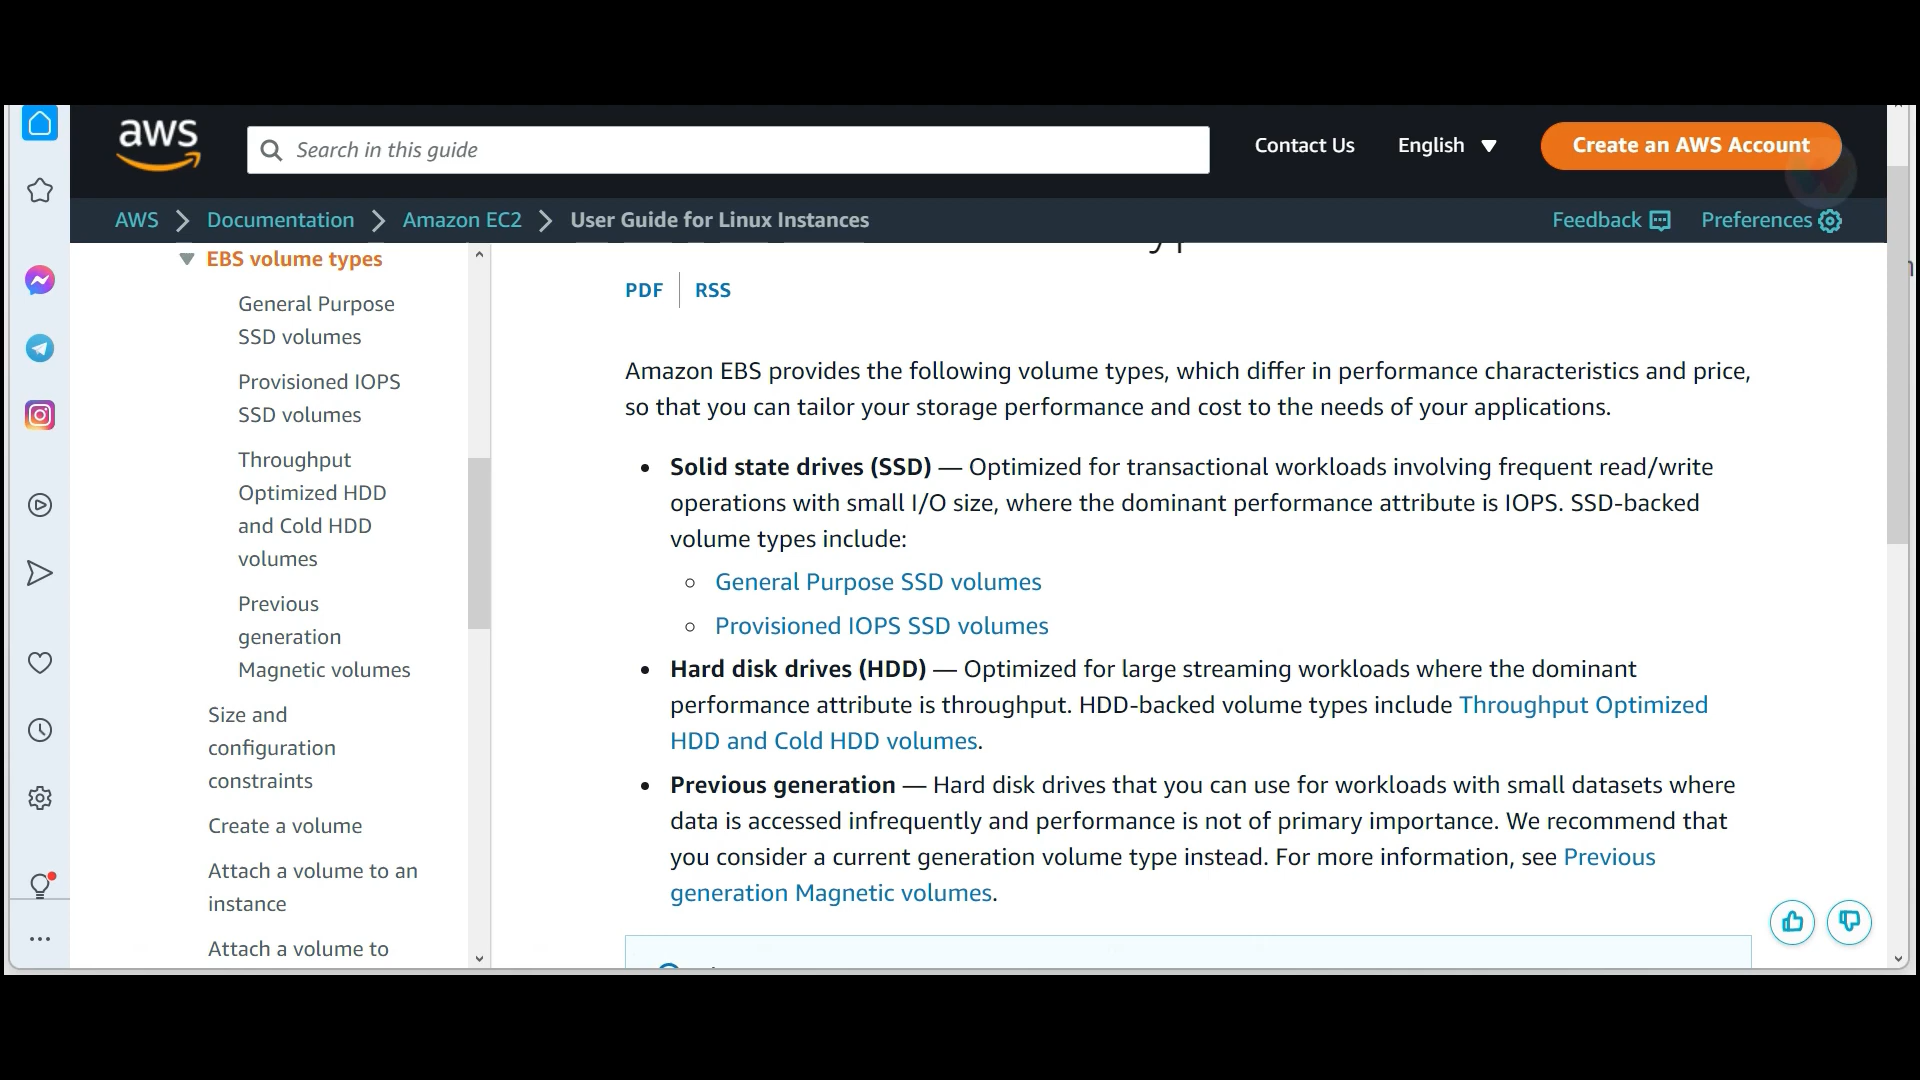 aws
Search in this guide
Contact Us
English
Create an AWS Account
AWS
Documentation
Amazon EC2
User Guide for Linux Instances
Feedback
Preferences
EBS volume types
General Purpose
SSD volumes
Provisioned IOPS
SSD volumes
Throughput
Optimized HDD
and Cold HDD
volumes
Previous
generation
Magnetic volumes
Size and
configuration
constraints
Create a volume
Attach a volume to an
instance
Attach a volume to
PDF
RSS
Amazon EBS provides the following volume types, which differ in performance characteristics and price,
so that you can tailor your storage performance and cost to the needs of your applications.
Solid state drives (SSD) — Optimized for transactional workloads involving frequent read/write
operations with small I/O size, where the dominant performance attribute is IOPS. SSD-backed
volume types include:
General Purpose SSD volumes
Provisioned IOPS SSD volumes
Hard disk drives (HDD) — Optimized for large streaming workloads where the dominant
performance attribute is throughput. HDD-backed volume types include Throughput Optimized
HDD and Cold HDD volumes.
Previous generation — Hard disk drives that you can use for workloads with small datasets where
data is accessed infrequently and performance is not of primary importance. We recommend that
you consider a current generation volume type instead. For more information, see Previous
generation Magnetic volumes.